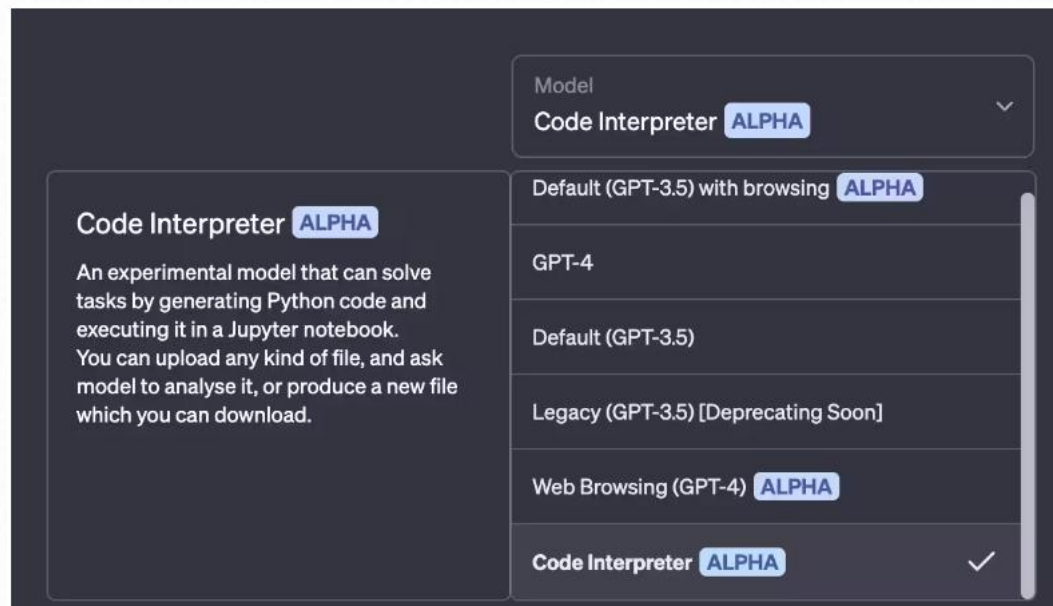 Model
Code Interpreter ALPHA
Code Interpreter ALPHA
An experimental model that can solve
tasks by generating Python code and
executing it in a Jupyter notebook.
You can upload any kind of file, and ask
model to analyse it, or produce a new file
which you can download.
Default (GPT-3.5) with browsing ALPHA
GPT-4
Default (GPT-3.5)
Legacy (GPT-3.5) [Deprecating Soon]
Web Browsing (GPT-4) ALPHA
Code Interpreter ALPHA